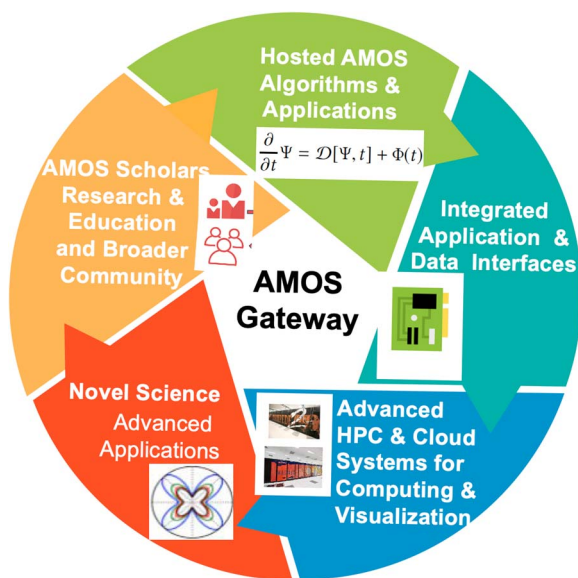 Hosted AMOS
Algorithms &
Applications
∂/∂t Ψ = 𝒟[Ψ, t] + Φ(t)
AMOS Scholars
Research &
Education
and Broader
Community
Integrated
Application &
Data Interfaces
AMOS
Gateway
Novel Science
Advanced
Applications
2
Advanced
HPC & Cloud
Systems for
Computing &
Visualization